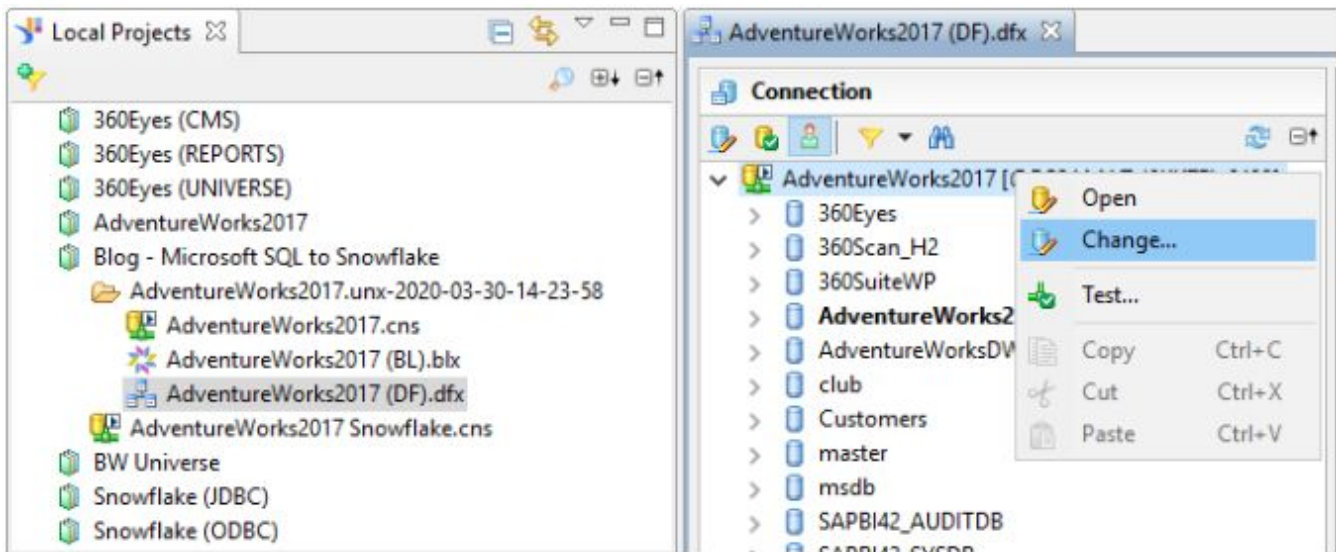 Local Projects
360Eyes (CMS)
360Eyes (REPORTS)
360Eyes (UNIVERSE)
AdventureWorks2017
Blog - Microsoft SQL to Snowflake
AdventureWorks2017.unx-2020-03-30-14-23-58
AdventureWorks2017.cns
AdventureWorks2017 (BL).blx
AdventureWorks2017 (DF).dfx
AdventureWorks2017 Snowflake.cns
BW Universe
Snowflake (JDBC)
Snowflake (ODBC)
AdventureWorks2017 (DF).dfx
Connection
AdventureWorks2017
360Eyes
360Scan_H2
360SuiteWP
AdventureWorks2
AdventureWorksDW
club
Customers
master
msdb
SAPBI42_AUDITDB
Open
Change...
Test...
Copy Ctrl+C
Cut Ctrl+X
Paste Ctrl+V